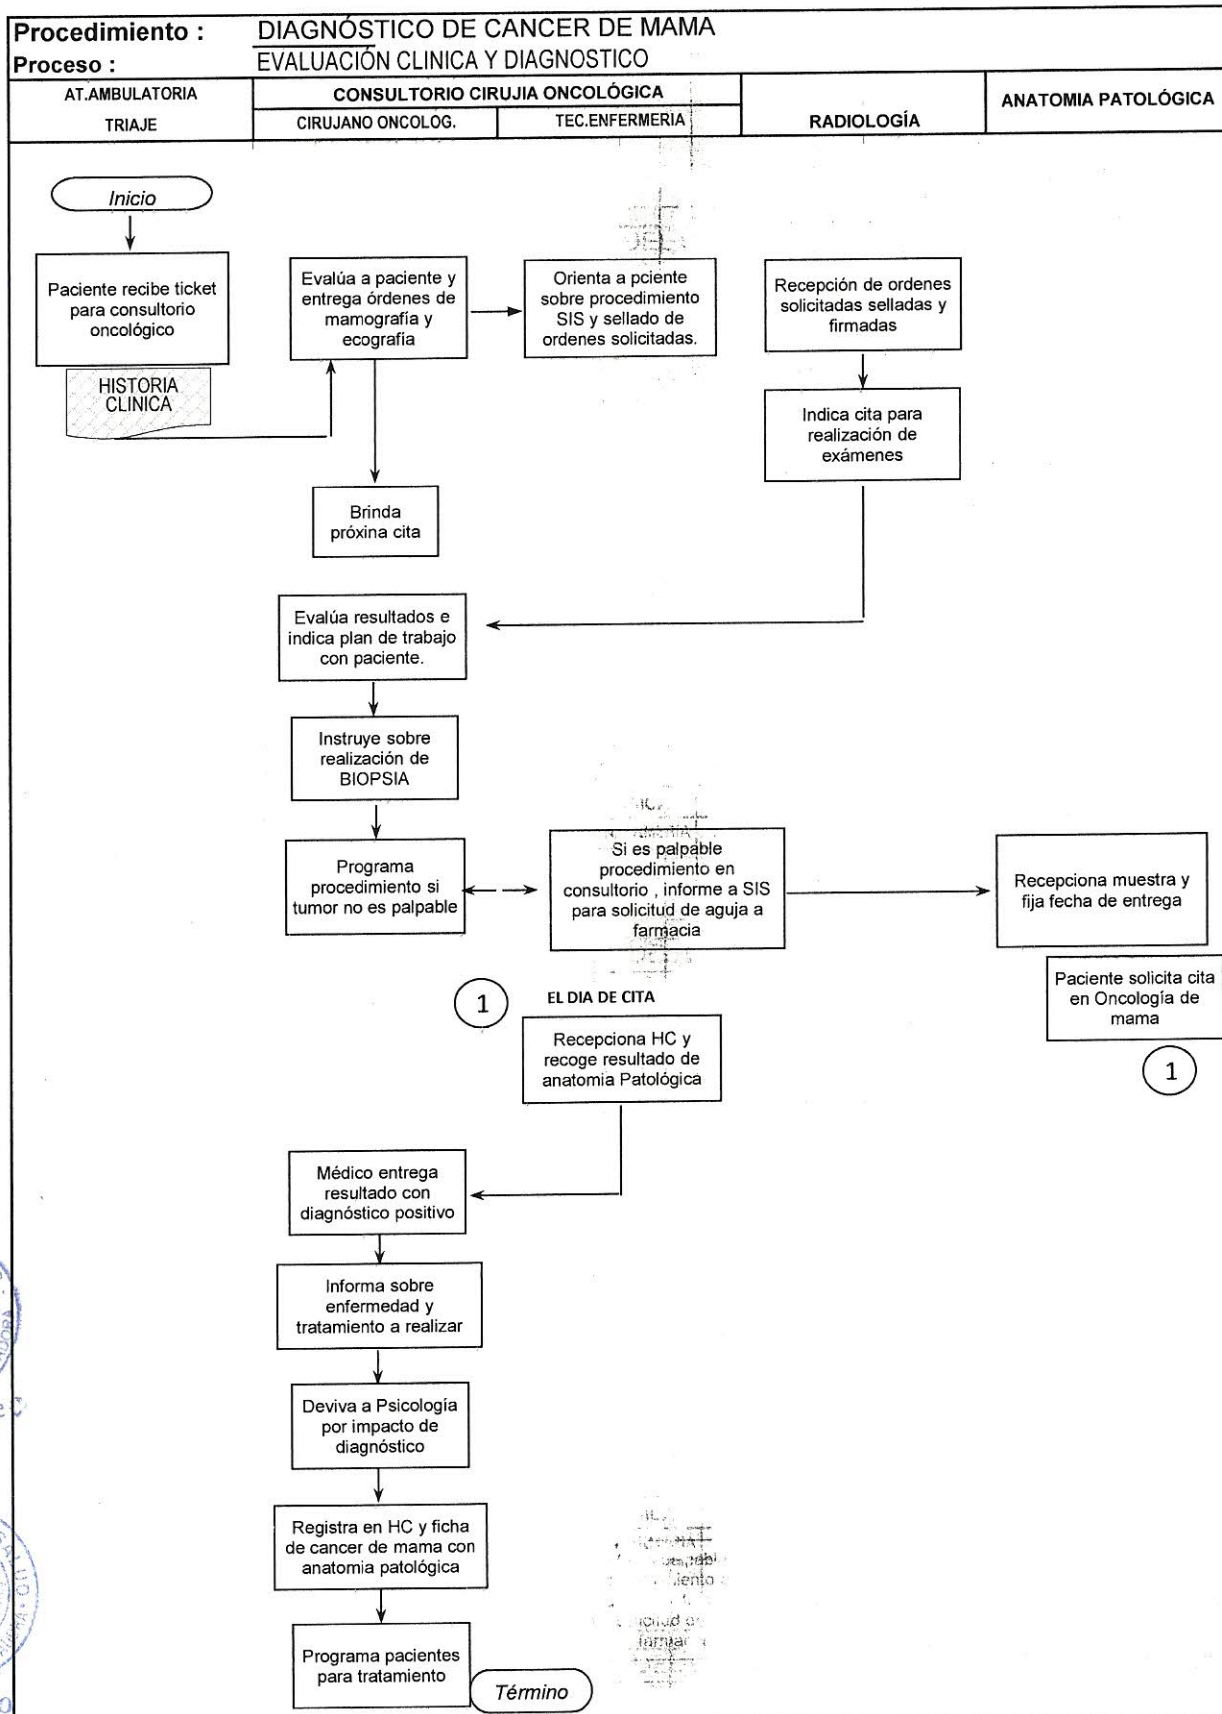 Procedimiento : DIAGNÓSTICO DE CANCER DE MAMA
Proceso : EVALUACIÓN CLINICA Y DIAGNOSTICO
AT.AMBULATORIA
TRIAJE
CONSULTORIO CIRUJIA ONCOLÓGICA
CIRUJANO ONCOLOG.
TEC.ENFERMERIA
RADIOLOGÍA
ANATOMIA PATOLÓGICA
Inicio
Paciente recibe ticket
para consultorio
oncológico
HISTORIA
CLINICA
Evalúa a paciente y
entrega órdenes de
mamografía y
ecografía
Orienta a pciente
sobre procedimiento
SIS y sellado de
ordenes solicitadas.
Recepción de ordenes
solicitadas selladas y
firmadas
Indica cita para
realización de
exámenes
Brinda
próxina cita
Evalúa resultados e
indica plan de trabajo
con paciente.
Instruye sobre
realización de
BIOPSIA
Programa
procedimiento si
tumor no es palpable
Si es palpable
procedimiento en
consultorio , informe a SIS
para solicitud de aguja a
farmacia
Recepciona muestra y
fija fecha de entrega
Paciente solicita cita
en Oncología de
mama
1
1
EL DIA DE CITA
Recepciona HC y
recoge resultado de
anatomia Patológica
Médico entrega
resultado con
diagnóstico positivo
Informa sobre
enfermedad y
tratamiento a realizar
Deviva a Psicología
por impacto de
diagnóstico
Registra en HC y ficha
de cancer de mama con
anatomia patológica
Programa pacientes
para tratamiento
Término